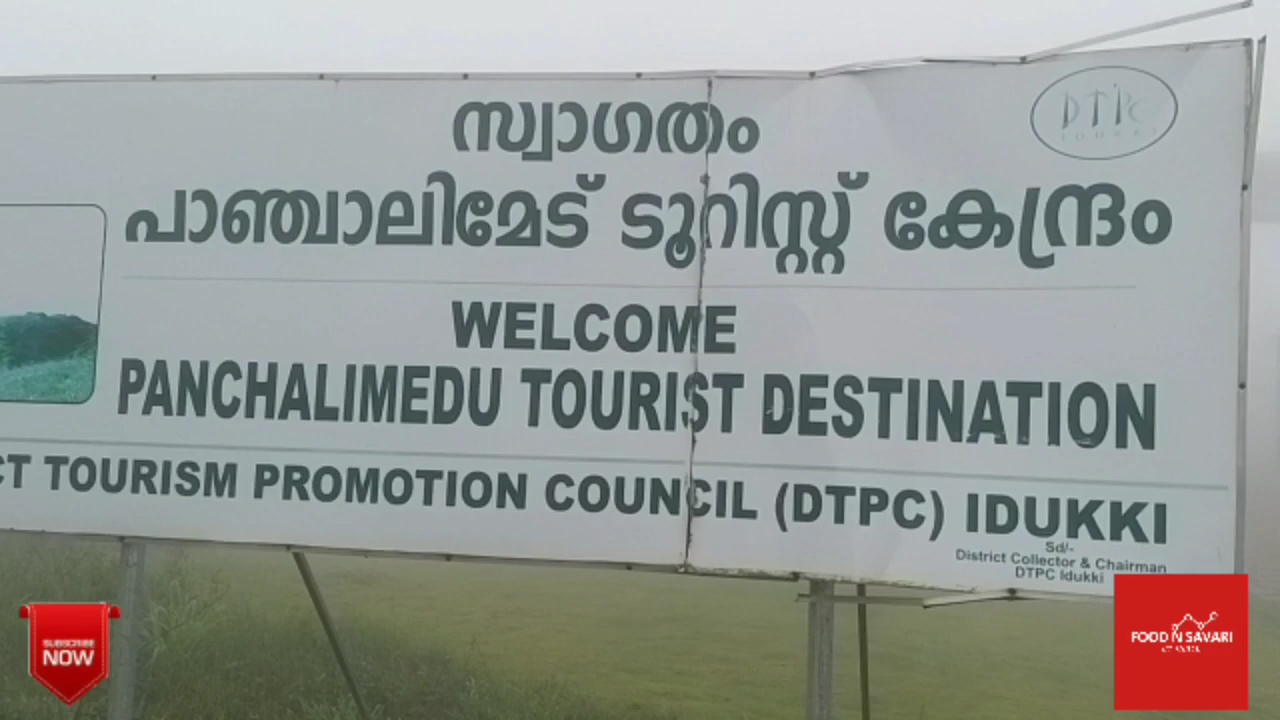 സ്വാഗതം
DTPC
IDUKKI
പാഞ്ചാലിമേട് ടൂറിസ്റ്റ് കേന്ദ്രം
WELCOME
PANCHALIMEDU TOURIST DESTINATION
CT TOURISM PROMOTION COUNCIL (DTPC) IDUKKI
Sd/-
District Collector & Chairman
DTPC Idukki
SUBSCRIBE
NOW
FOOD N SAVARI